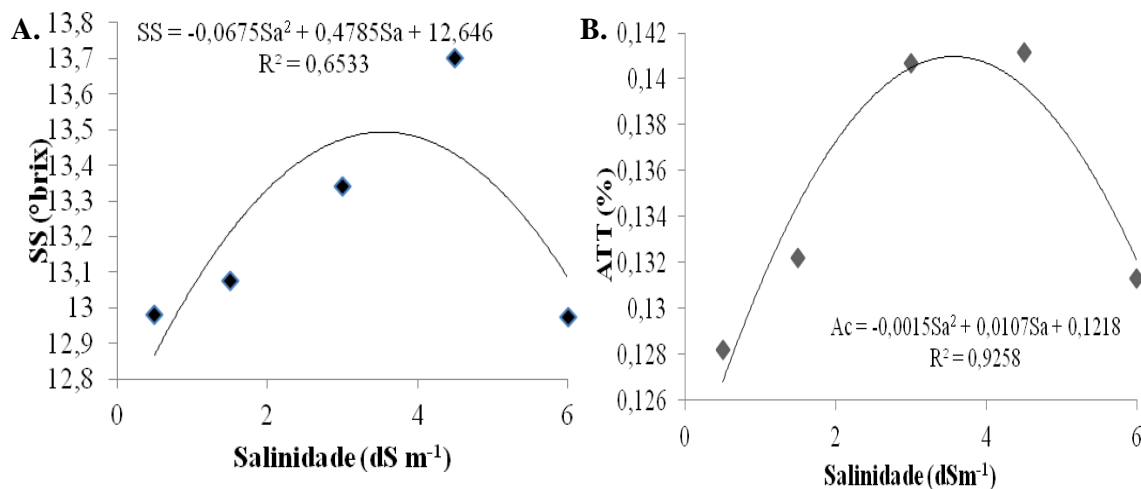 A.
SS = -0,0675Sa² + 0,4785Sa + 12,646
R² = 0,6533
13,8
13,7
13,6
13,5
13,4
13,3
13,2
13,1
13
12,9
12,8
SS (°brix)
0
2
4
6
Salinidade (dS m⁻¹)
B.
0,142
0,14
0,138
0,136
0,134
0,132
0,13
0,128
0,126
ATT (%)
Ac = -0,0015Sa² + 0,0107Sa + 0,1218
R² = 0,9258
0
2
4
6
Salinidade (dSm⁻¹)